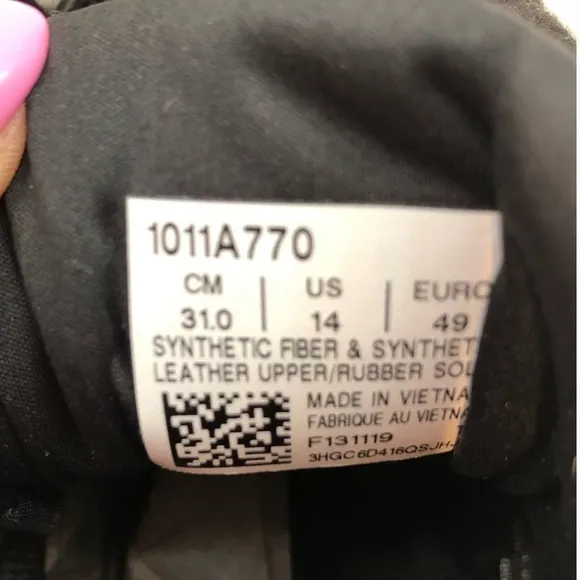 1011A770
CM | US | EURO
31.0 | 14 | 49
SYNTHETIC FIBER & SYNTHET
LEATHER UPPER/RUBBER SOL
MADE IN VIETNA
FABRIQUE AU VIETNA
F131119
3HGC6D416QSJH